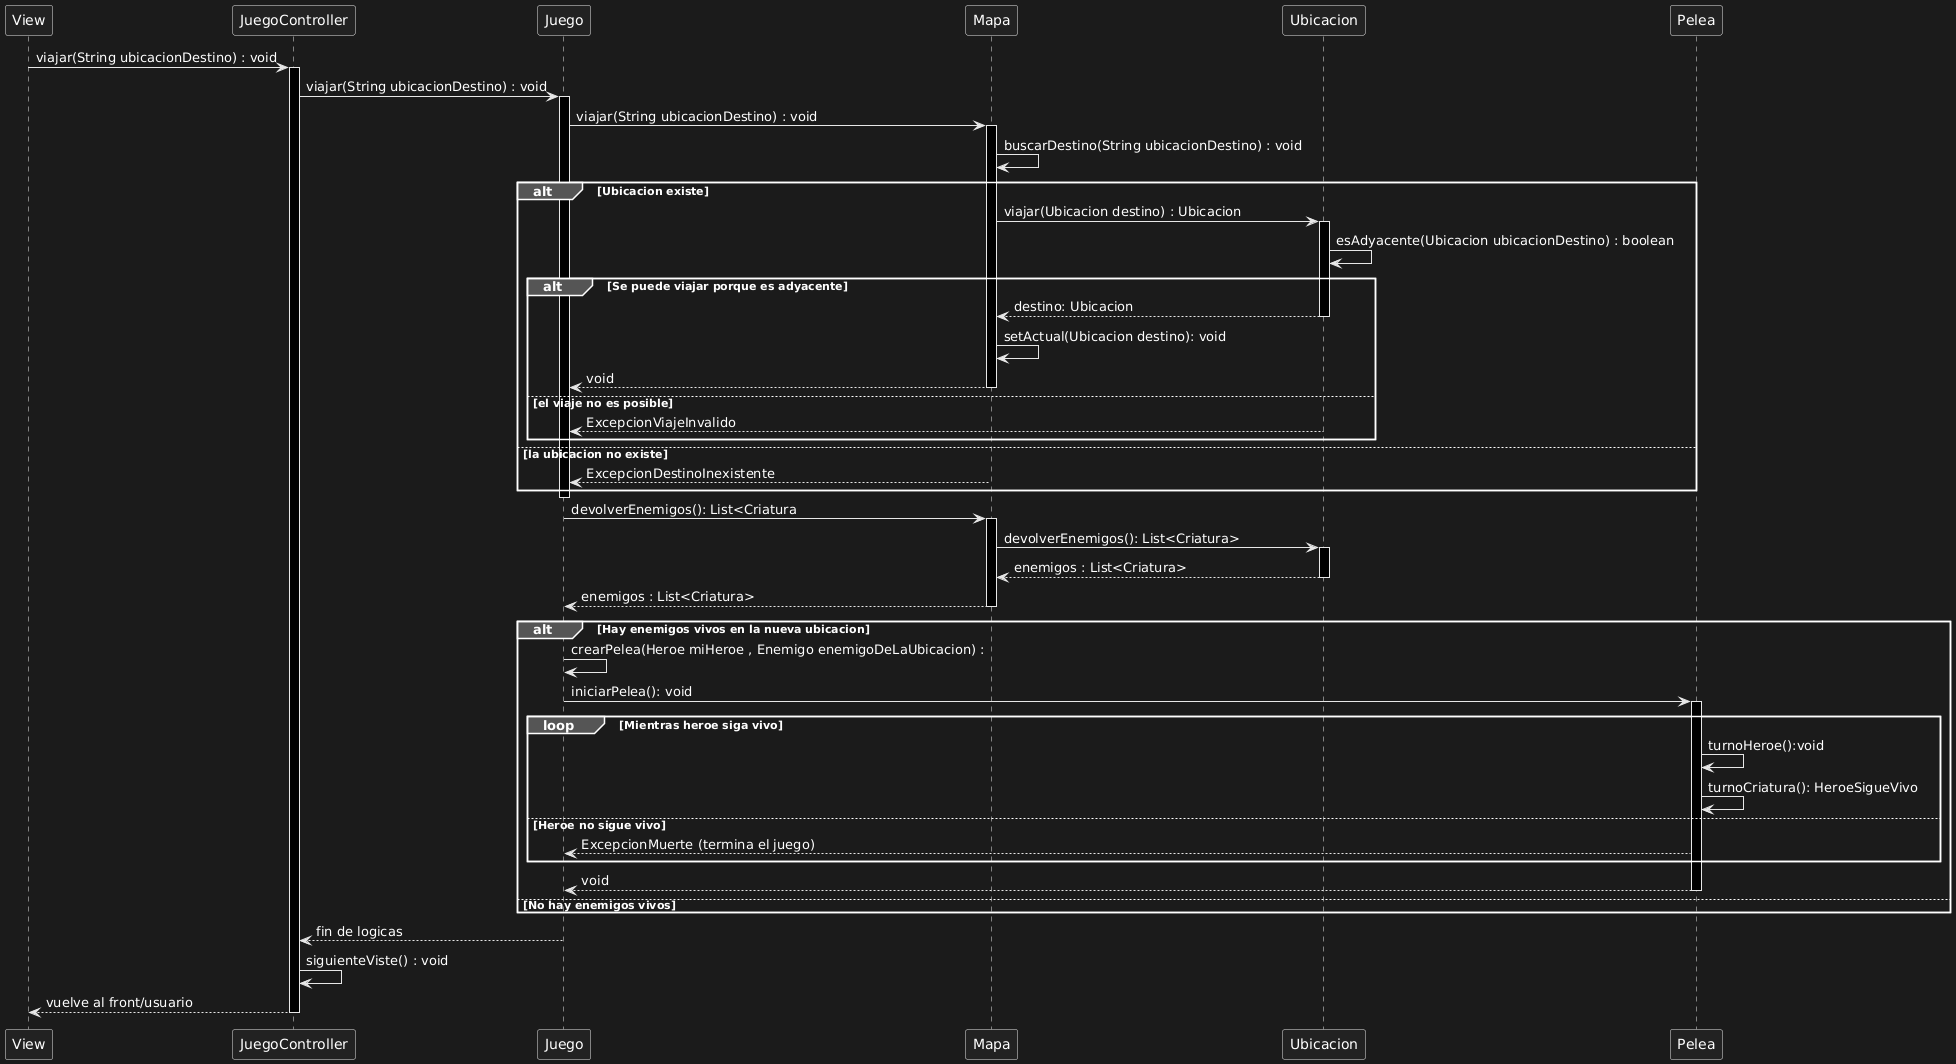 View JuegoController Juego Mapa Ubicacion Pelea
viajar(String ubicacionDestino) : void
viajar(String ubicacionDestino) : void
viajar(String ubicacionDestino) : void
buscarDestino(String ubicacionDestino) : void
alt [Ubicacion existe]
viajar(Ubicacion destino) : Ubicacion
esAdyacente(Ubicacion ubicacionDestino) : boolean
alt [Se puede viajar porque es adyacente]
destino: Ubicacion
setActual(Ubicacion destino): void
void
[el viaje no es posible]
ExcepcionViajeInvalido
[la ubicacion no existe]
ExcepcionDestinoInexistente
devolverEnemigos(): List<Criatura
devolverEnemigos(): List<Criatura>
enemigos : List<Criatura>
enemigos : List<Criatura>
alt [Hay enemigos vivos en la nueva ubicacion]
crearPelea(Heroe miHeroe , Enemigo enemigoDeLaUbicacion) :
iniciarPelea(): void
loop [Mientras heroe siga vivo]
turnoHeroe():void
turnoCriatura(): HeroeSigueVivo
[Heroe no sigue vivo]
ExcepcionMuerte (termina el juego)
void
[No hay enemigos vivos]
fin de logicas
siguienteViste() : void
vuelve al front/usuario
View JuegoController Juego Mapa Ubicacion Pelea